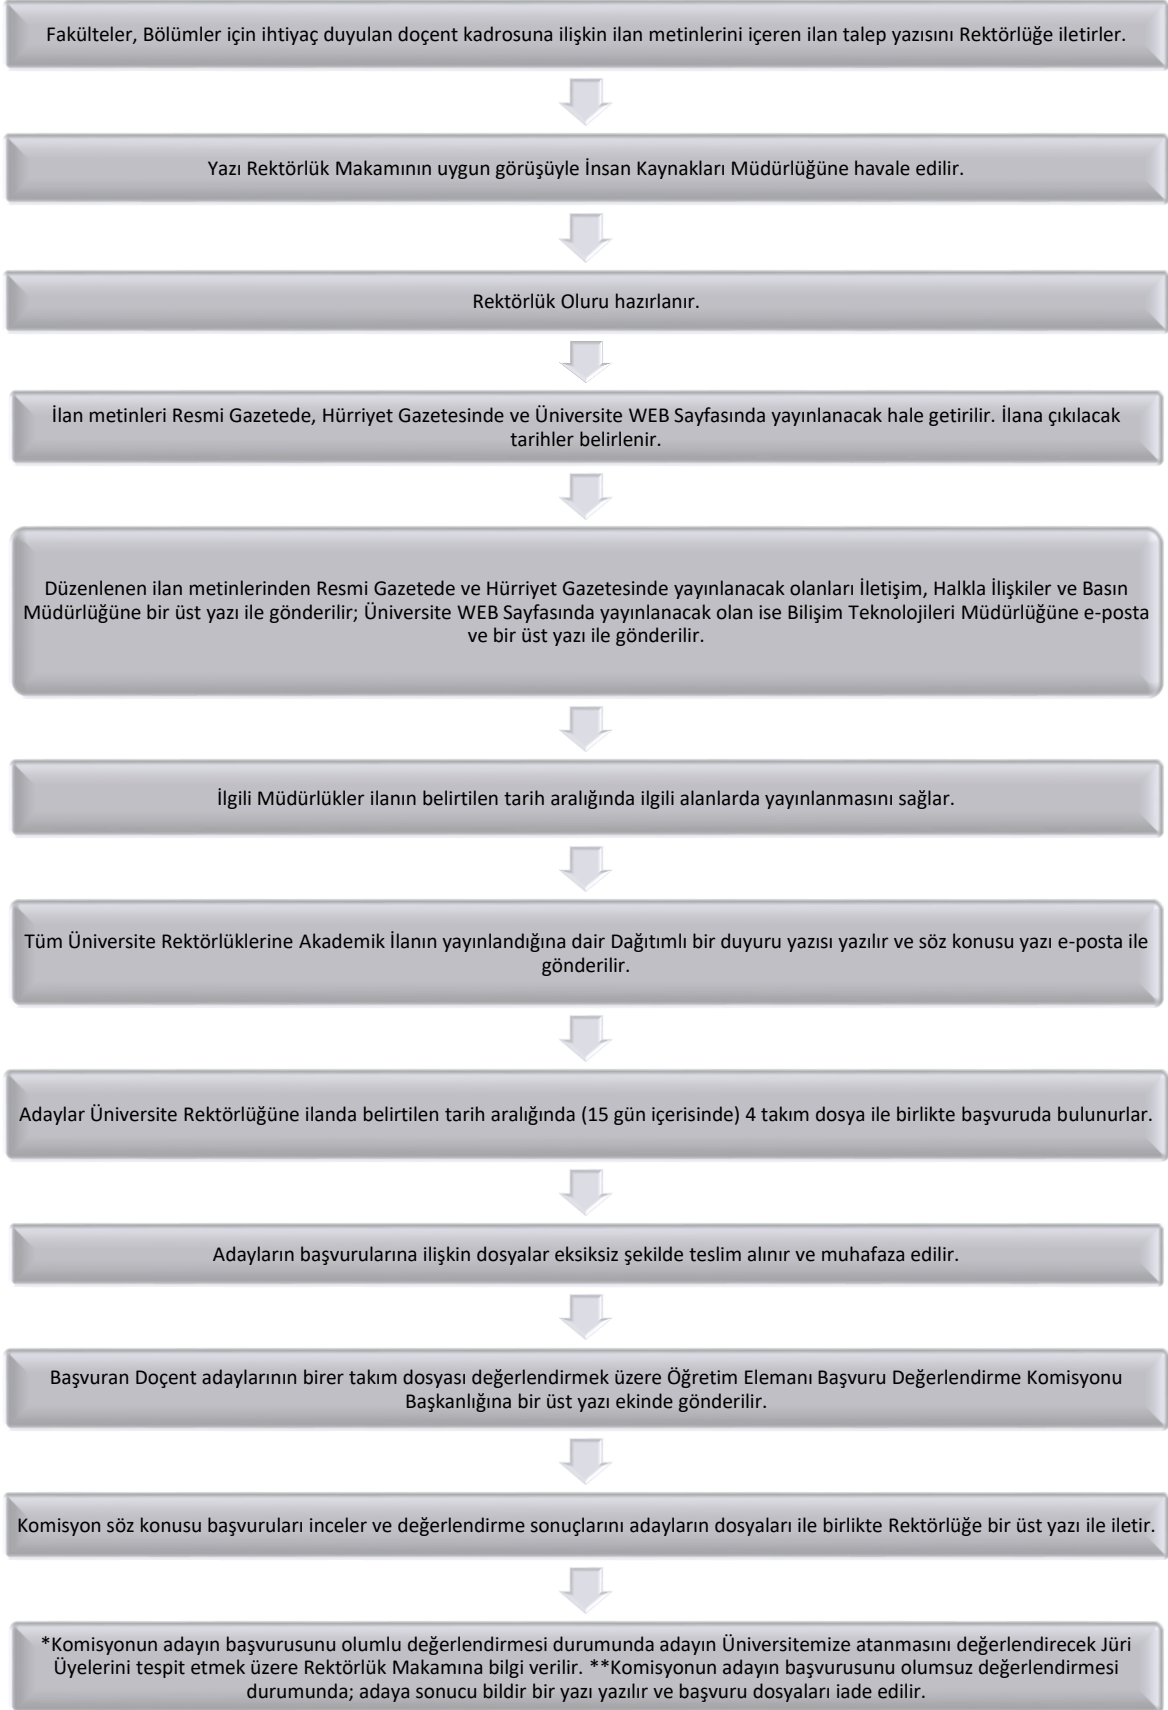 Fakülteler, Bölümler için ihtiyaç duyulan doçent kadrosuna ilişkin ilan metinlerini içeren ilan talep yazısını Rektörlüğe iletirler.
Yazı Rektörlük Makamının uygun görüşüyle İnsan Kaynakları Müdürlüğüne havale edilir.
Rektörlük Oluru hazırlanır.
İlan metinleri Resmi Gazetede, Hürriyet Gazetesinde ve Üniversite WEB Sayfasında yayınlanacak hale getirilir. İlana çıkılacak
tarihler belirlenir.
Düzenlenen ilan metinlerinden Resmi Gazetede ve Hürriyet Gazetesinde yayınlanacak olanları İletişim, Halkla İlişkiler ve Basın
Müdürlüğüne bir üst yazı ile gönderilir; Üniversite WEB Sayfasında yayınlanacak olan ise Bilişim Teknolojileri Müdürlüğüne e-posta
ve bir üst yazı ile gönderilir.
İlgili Müdürlükler ilanın belirtilen tarih aralığında ilgili alanlarda yayınlanmasını sağlar.
Tüm Üniversite Rektörlüklerine Akademik İlanın yayınlandığına dair Dağıtımlı bir duyuru yazısı yazılır ve söz konusu yazı e-posta ile
gönderilir.
Adaylar Üniversite Rektörlüğüne ilanda belirtilen tarih aralığında (15 gün içerisinde) 4 takım dosya ile birlikte başvuruda bulunurlar.
Adayların başvurularına ilişkin dosyalar eksiksiz şekilde teslim alınır ve muhafaza edilir.
Başvuran Doçent adaylarının birer takım dosyası değerlendirmek üzere Öğretim Elemanı Başvuru Değerlendirme Komisyonu
Başkanlığına bir üst yazı ekinde gönderilir.
Komisyon söz konusu başvuruları inceler ve değerlendirme sonuçlarını adayların dosyaları ile birlikte Rektörlüğe bir üst yazı ile iletir.
*Komisyonun adayın başvurusunu olumlu değerlendirmesi durumunda adayın Üniversitemize atanmasını değerlendirecek Jüri
Üyelerini tespit etmek üzere Rektörlük Makamına bilgi verilir. **Komisyonun adayın başvurusunu olumsuz değerlendirmesi
durumunda; adaya sonucu bildir bir yazı yazılır ve başvuru dosyaları iade edilir.